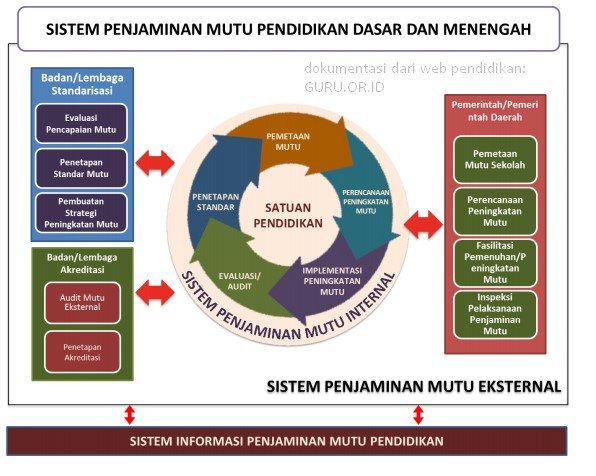 SISTEM PENJAMINAN MUTU PENDIDIKAN DASAR DAN MENENGAH
dokumentasi dari web pendidikan:
GURU.OR.ID
Badan/Lembaga
Standarisasi
Evaluasi
Pencapaian Mutu
Penetapan
Standar Mutu
Pembuatan
Strategi
Peningkatan Mutu
Badan/Lembaga
Akreditasi
Audit Mutu
Eksternal
Penetapan
Akreditasi
PEMETAAN
MUTU
PERENCANAAN
PENINGKATAN
MUTU
IMPLEMENTASI
PENINGKATAN
MUTU
EVALUASI/
AUDIT
PENETAPAN
STANDAR
SATUAN
PENDIDIKAN
SISTEM PENJAMINAN MUTU INTERNAL
Pemerintah/Pemeri
ntah Daerah
Pemetaan
Mutu Sekolah
Perencanaan
Peningkatan
Mutu
Fasilitasi
Pemenuhan/P
eningkatan
Mutu
Inspeksi
Pelaksanaan
Penjaminan
Mutu
SISTEM PENJAMINAN MUTU EKSTERNAL
SISTEM INFORMASI PENJAMINAN MUTU PENDIDIKAN